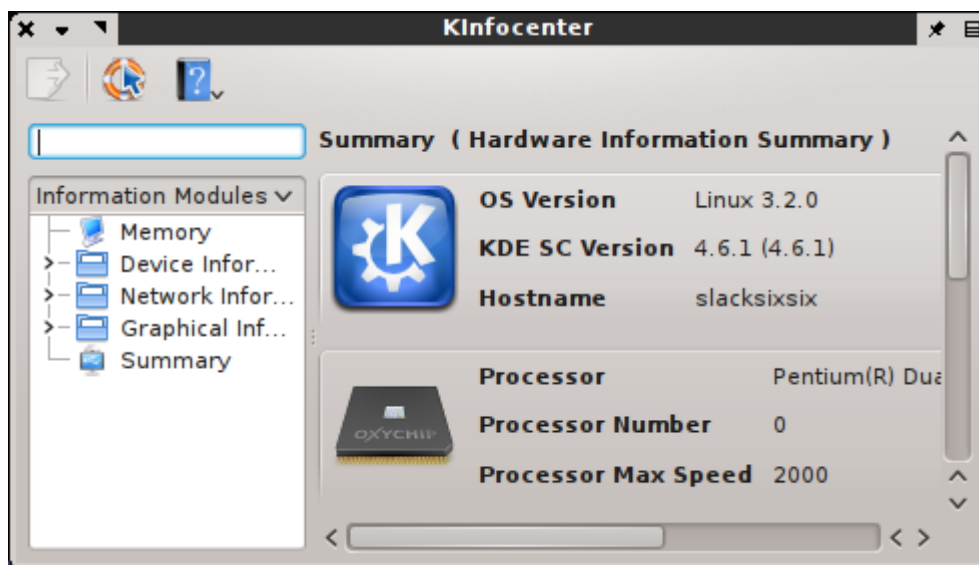 KInfocenter
Summary ( Hardware Information Summary )
Information Modules
Memory
Device Infor...
Network Infor...
Graphical Inf...
Summary
OS Version Linux 3.2.0
KDE SC Version 4.6.1 (4.6.1)
Hostname slacksixsix
OXYCHIP
Processor Pentium(R) Dua
Processor Number 0
Processor Max Speed 2000